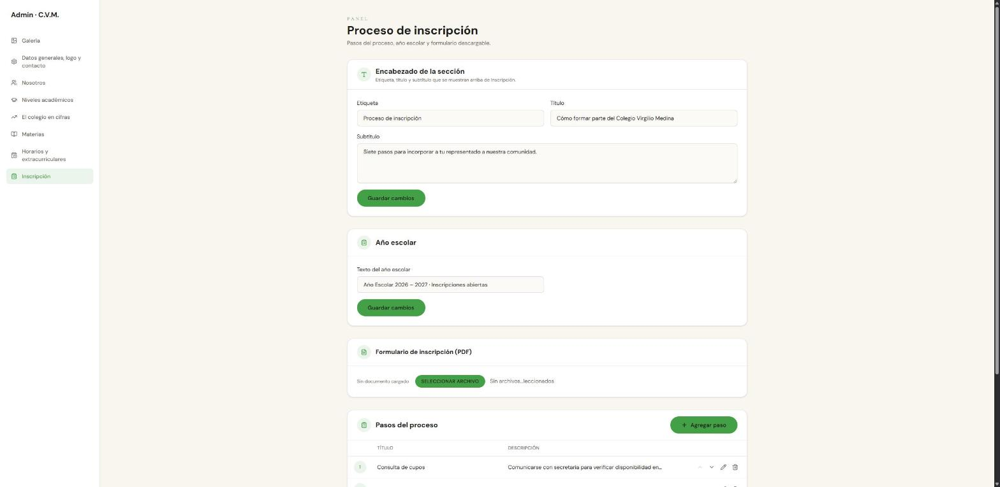 Admin · C.V.M.
Galería
Datos generales, logo y
contacto
Nosotros
Niveles académicos
El colegio en cifras
Materias
Horarios y
extracurriculares
Inscripción
PANEL
Proceso de inscripción
Pasos del proceso, año escolar y formulario descargable.
Encabezado de la sección
Etiqueta, título y subtítulo que se muestran arriba de Inscripción.
Etiqueta
Título
Proceso de inscripción
Cómo formar parte del Colegio Virgilio Medina
Subtítulo
Siete pasos para incorporar a tu representado a nuestra comunidad.
Guardar cambios
Año escolar
Texto del año escolar
Año Escolar 2026 – 2027 · Inscripciones abiertas
Guardar cambios
Formulario de inscripción (PDF)
Sin documento cargado
SELECCIONAR ARCHIVO
Sin archivos…leccionados
Pasos del proceso
+ Agregar paso
TÍTULO
DESCRIPCIÓN
1
Consulta de cupos
Comunicarse con secretaría para verificar disponibilidad en…